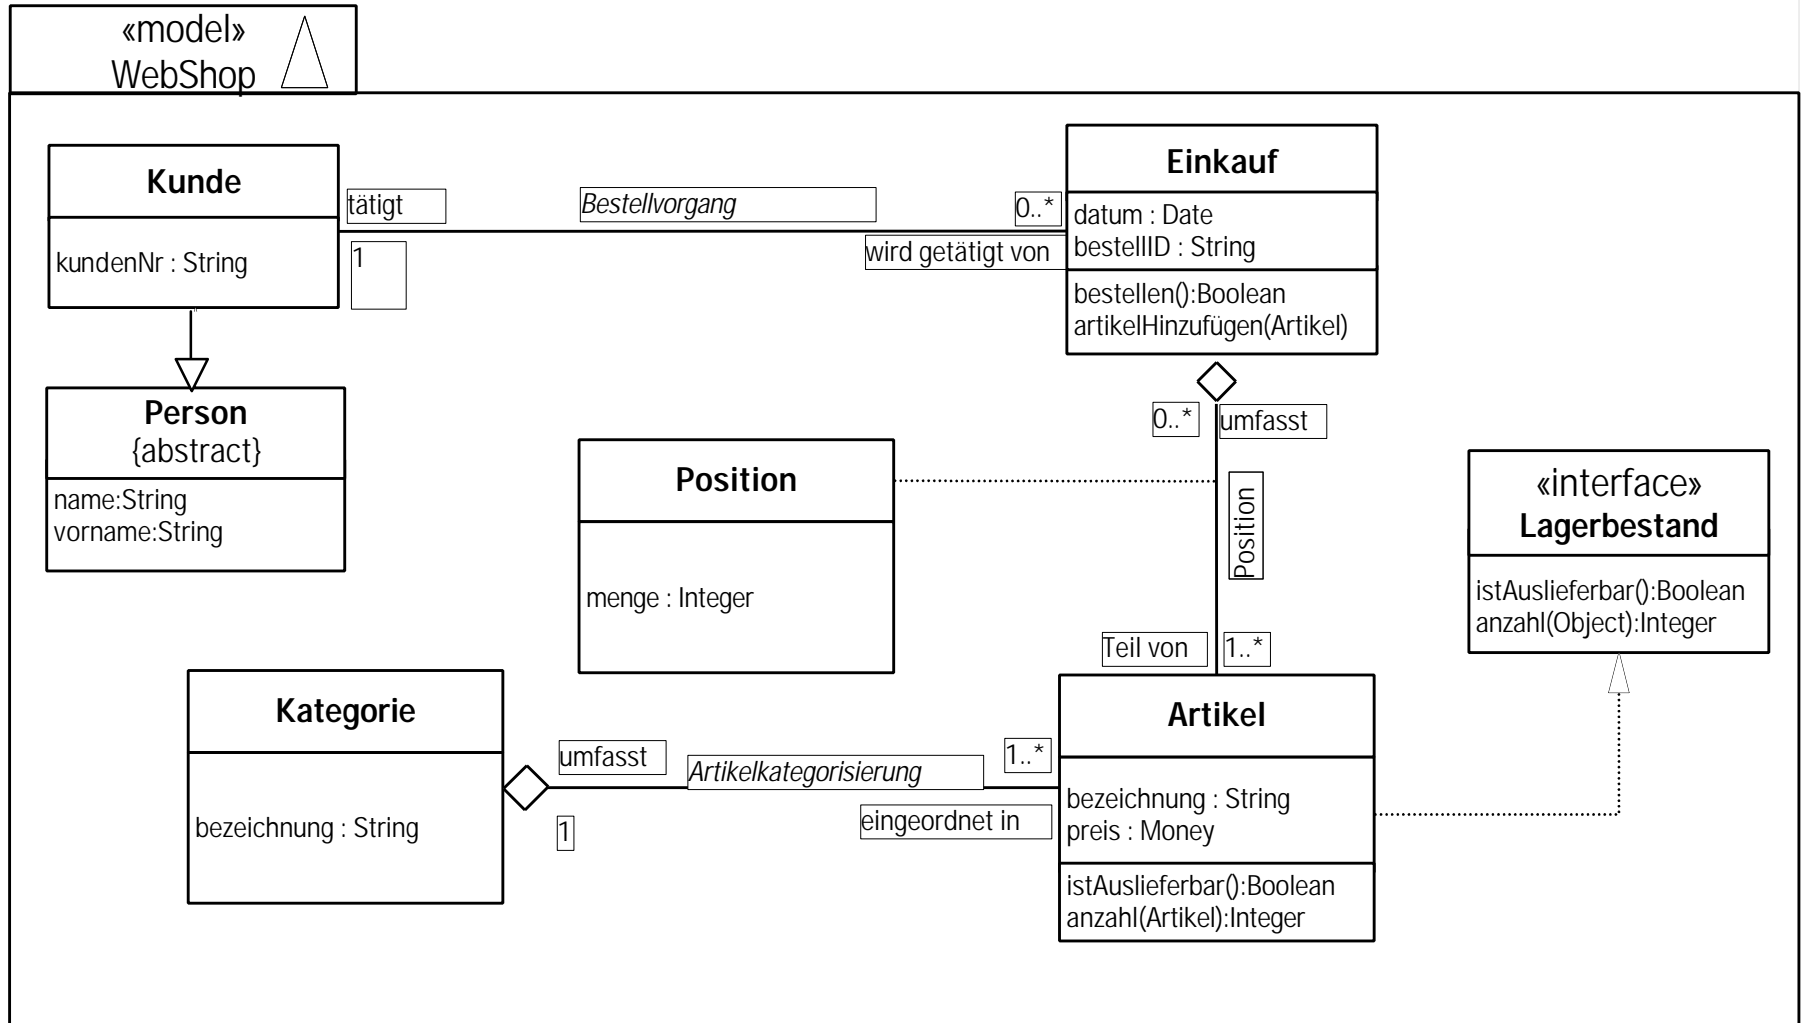 «model»
WebShop
Kunde
kundenNr : String
tätigt
1
Bestellvorgang
0..*
wird getätigt von
Einkauf
datum : Date
bestellID : String
bestellen():Boolean
artikelHinzufügen(Artikel)
Person
{abstract}
name:String
vorname:String
Position
menge : Integer
0..*
umfasst
Position
Teil von
1..*
«interface»
Lagerbestand
istAuslieferbar():Boolean
anzahl(Object):Integer
Kategorie
bezeichnung : String
umfasst
1
Artikelkategorisierung
1..*
eingeordnet in
Artikel
bezeichnung : String
preis : Money
istAuslieferbar():Boolean
anzahl(Artikel):Integer